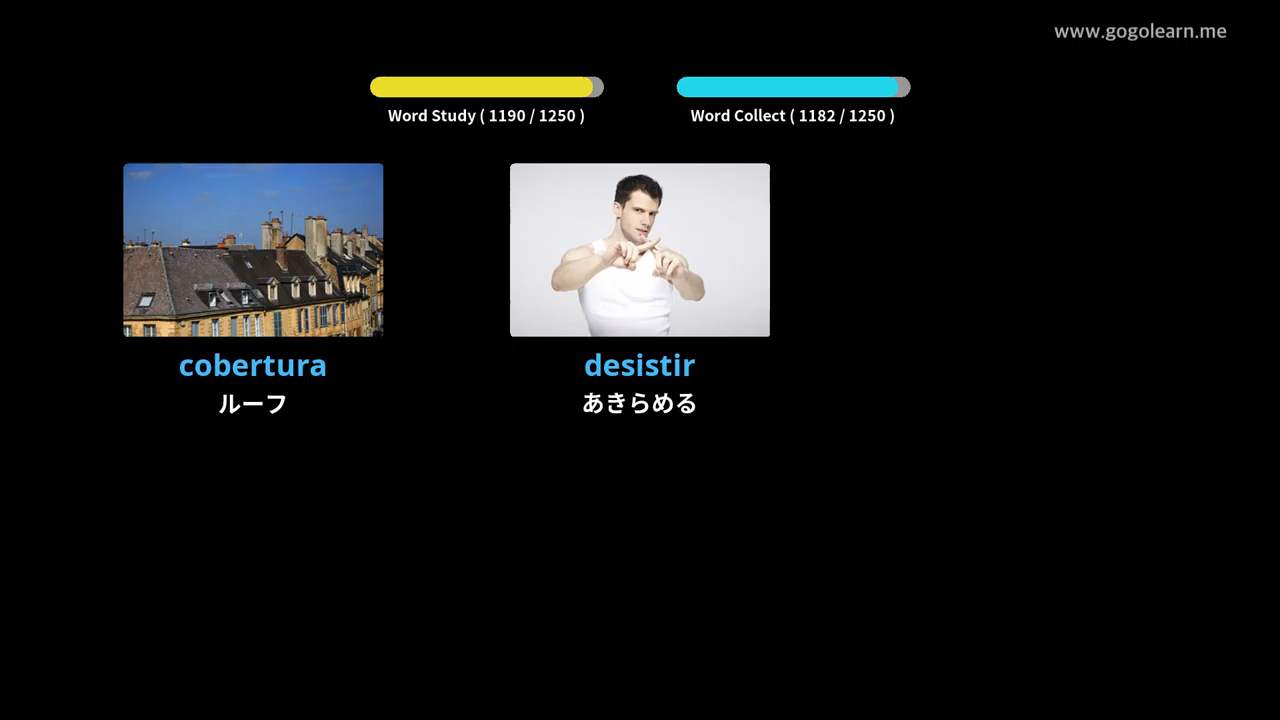 www.gogolearn.me
Word Study ( 1190 / 1250 )
Word Collect ( 1182 / 1250 )
cobertura
ルーフ
desistir
あきらめる